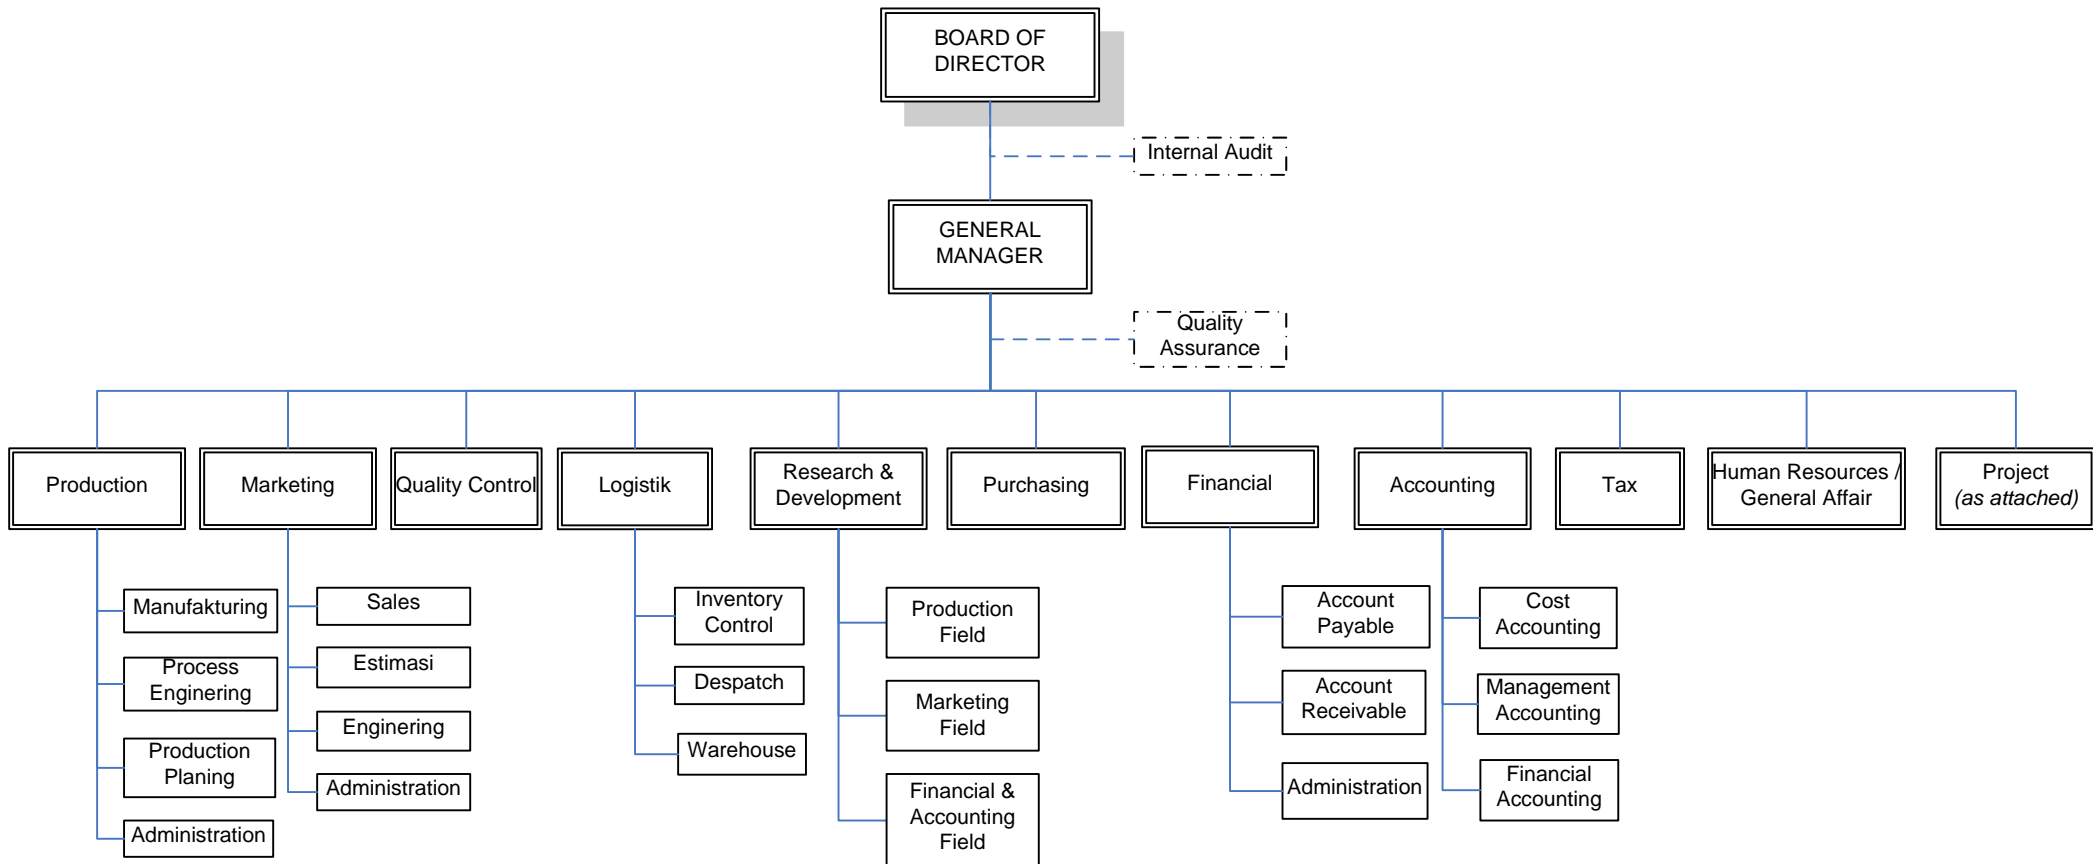 BOARD OF
DIRECTOR
Internal Audit
GENERAL
MANAGER
Quality
Assurance
Production
Marketing
Quality Control
Logistik
Research &
Development
Purchasing
Financial
Accounting
Tax
Human Resources /
General Affair
Project
(as attached)
Manufakturing
Process
Enginering
Production
Planing
Administration
Sales
Estimasi
Enginering
Administration
Inventory
Control
Despatch
Warehouse
Production
Field
Marketing
Field
Financial &
Accounting
Field
Account
Payable
Account
Receivable
Administration
Cost
Accounting
Management
Accounting
Financial
Accounting